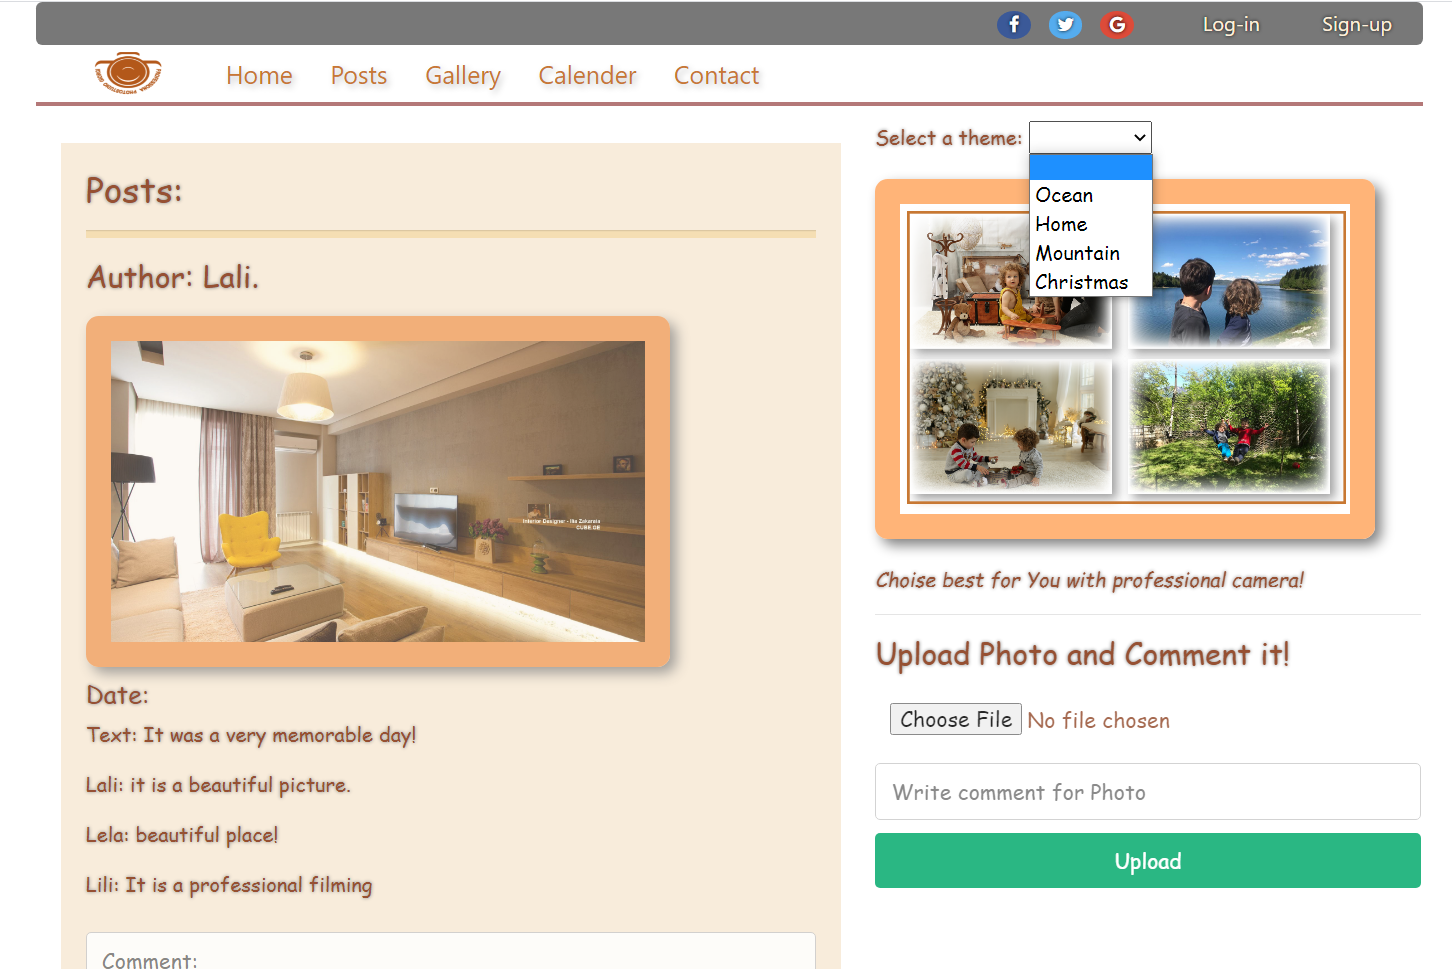 Log-in Sign-up
Home Posts Gallery Calender Contact
Posts:
Author: Lali.
Interior Designer - Ilia Zakaraia
CUBE.GE
Date:
Text: It was a very memorable day!
Lali: it is a beautiful picture.
Lela: beautiful place!
Lili: It is a professional filming
Comment:
Select a theme:
Ocean
Home
Mountain
Christmas
Choise best for You with professional camera!
Upload Photo and Comment it!
Choose File No file chosen
Write comment for Photo
Upload